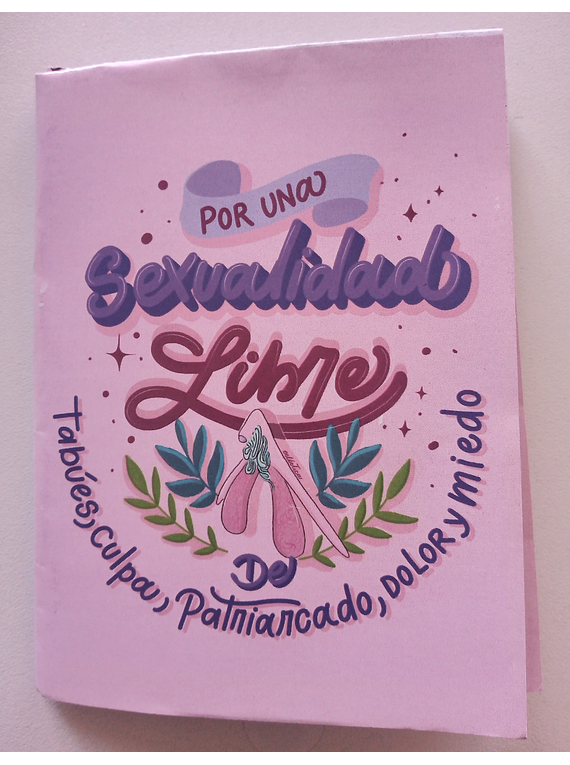 POR UNA
Sexualidad
Libre
De
Tabúes, culpa, Patriarcado, DOLOR y miedo